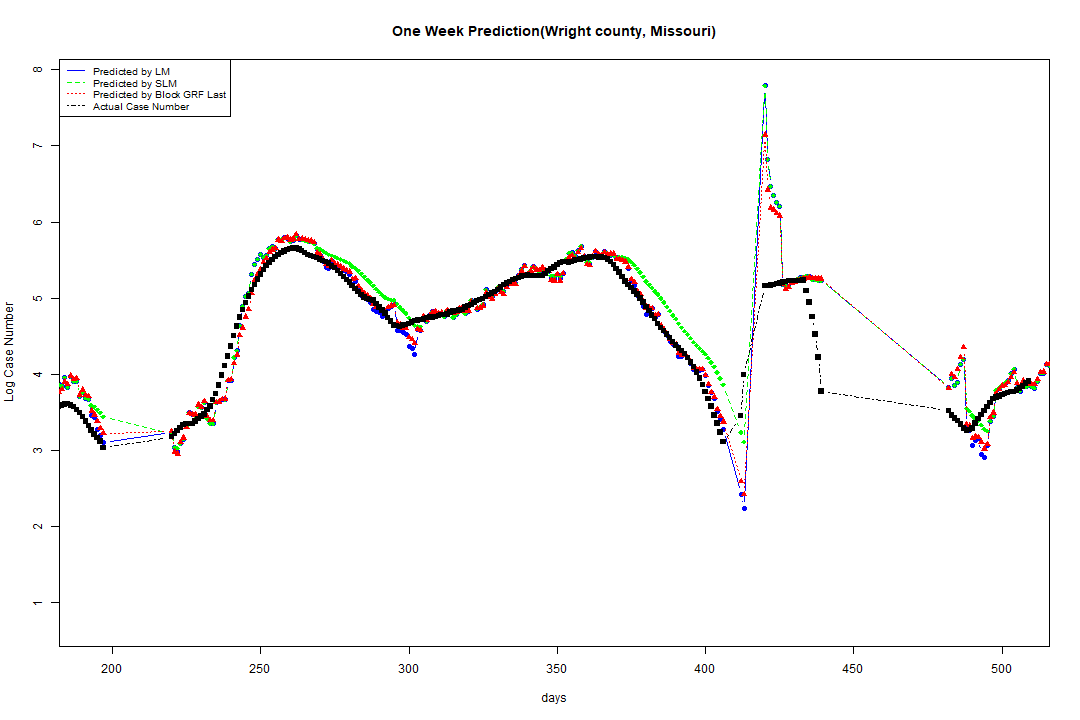 One Week Prediction(Wright county, Missouri)
Predicted by LM
Predicted by SLM
Predicted by Block GRF Last
Actual Case Number
8
7
6
5
4
3
2
1
Log Case Number
200 250 300 350 400 450 500
days